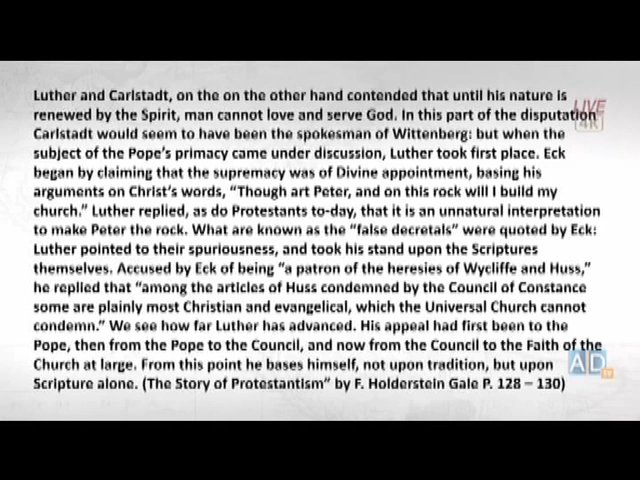 Luther and Carlstadt, on the on the other hand contended that until his nature is
renewed by the Spirit, man cannot love and serve God. In this part of the disputation
Carlstadt would seem to have been the spokesman of Wittenberg: but when the
subject of the Pope's primacy came under discussion, Luther took first place. Eck
began by claiming that the supremacy was of Divine appointment, basing his
arguments on Christ's words, "Though art Peter, and on this rock will I build my
church." Luther replied, as do Protestants to-day, that it is an unnatural interpretation
to make Peter the rock. What are known as the "false decretals" were quoted by Eck:
Luther pointed to their spuriousness, and took his stand upon the Scriptures
themselves. Accused by Eck of being "a patron of the heresies of Wycliffe and Huss,"
he replied that "among the articles of Huss condemned by the Council of Constance
some are plainly most Christian and evangelical, which the Universal Church cannot
condemn." We see how far Luther has advanced. His appeal had first been to the
Pope, then from the Pope to the Council, and now from the Council to the Faith of the
Church at large. From this point he bases himself, not upon tradition, but upon
Scripture alone. (The Story of Protestantism" by F. Holderstein Gale P. 128 – 130)
LIVE
4K
AD
tv